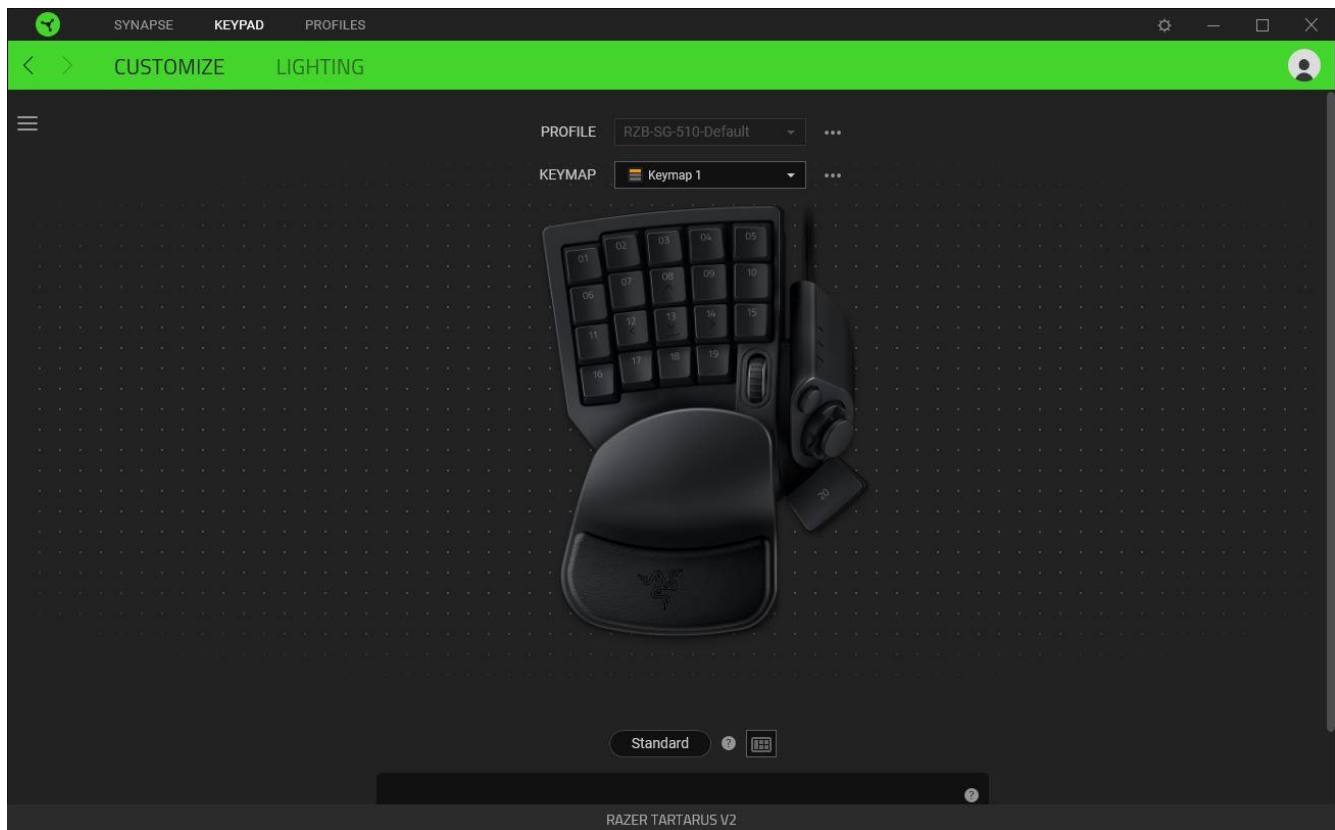 SYNAPSE KEYPAD PROFILES
CUSTOMIZE LIGHTING
PROFILE RZB-SG-510-Default
KEYMAP Keymap 1
01 02 03 04 05
06 07 08 09 10
11 12 13 14 15
16 17 18 19
20
Standard ?
?
RAZER TARTARUS V2